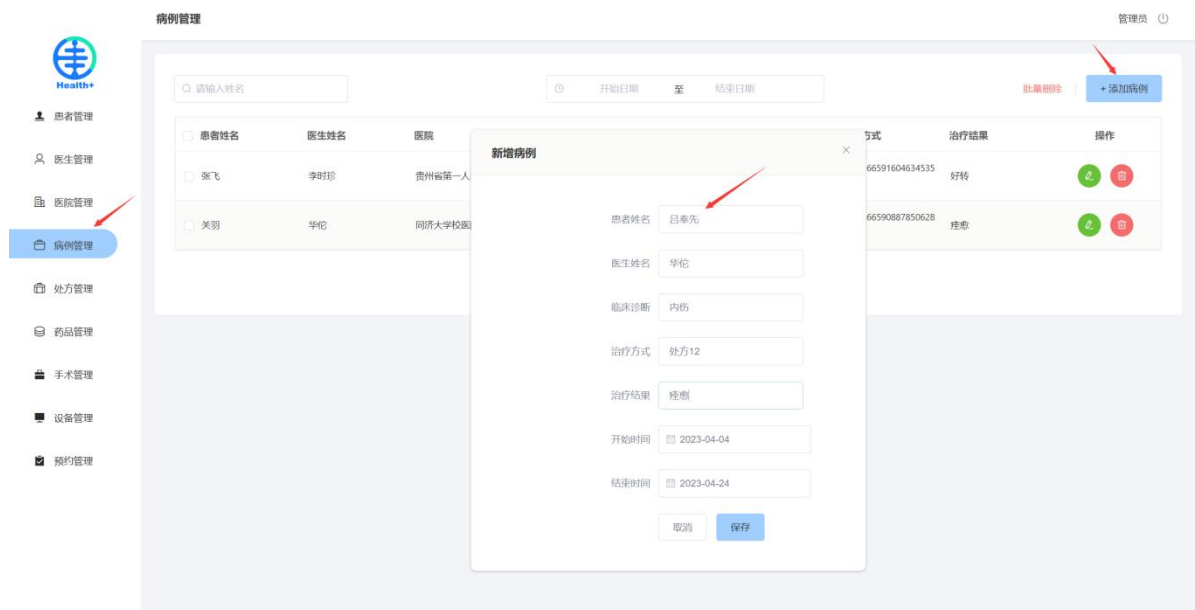 病例管理
管理员
Health+
患者管理
医生管理
医院管理
病例管理
处方管理
药品管理
手术管理
设备管理
预约管理
请输入姓名
开始日期 至 结束日期
批量删除
+ 添加病例
患者姓名 医生姓名 医院 方式 治疗结果 操作
张飞 李时珍 贵州省第一人 66591604634535 好转
关羽 华佗 同济大学校医 66590887850628 痊愈
新增病例
患者姓名 吕奉先
医生姓名 华佗
临床诊断 内伤
治疗方式 处方12
治疗结果 痊愈
开始时间 2023-04-04
结束时间 2023-04-24
取消 保存